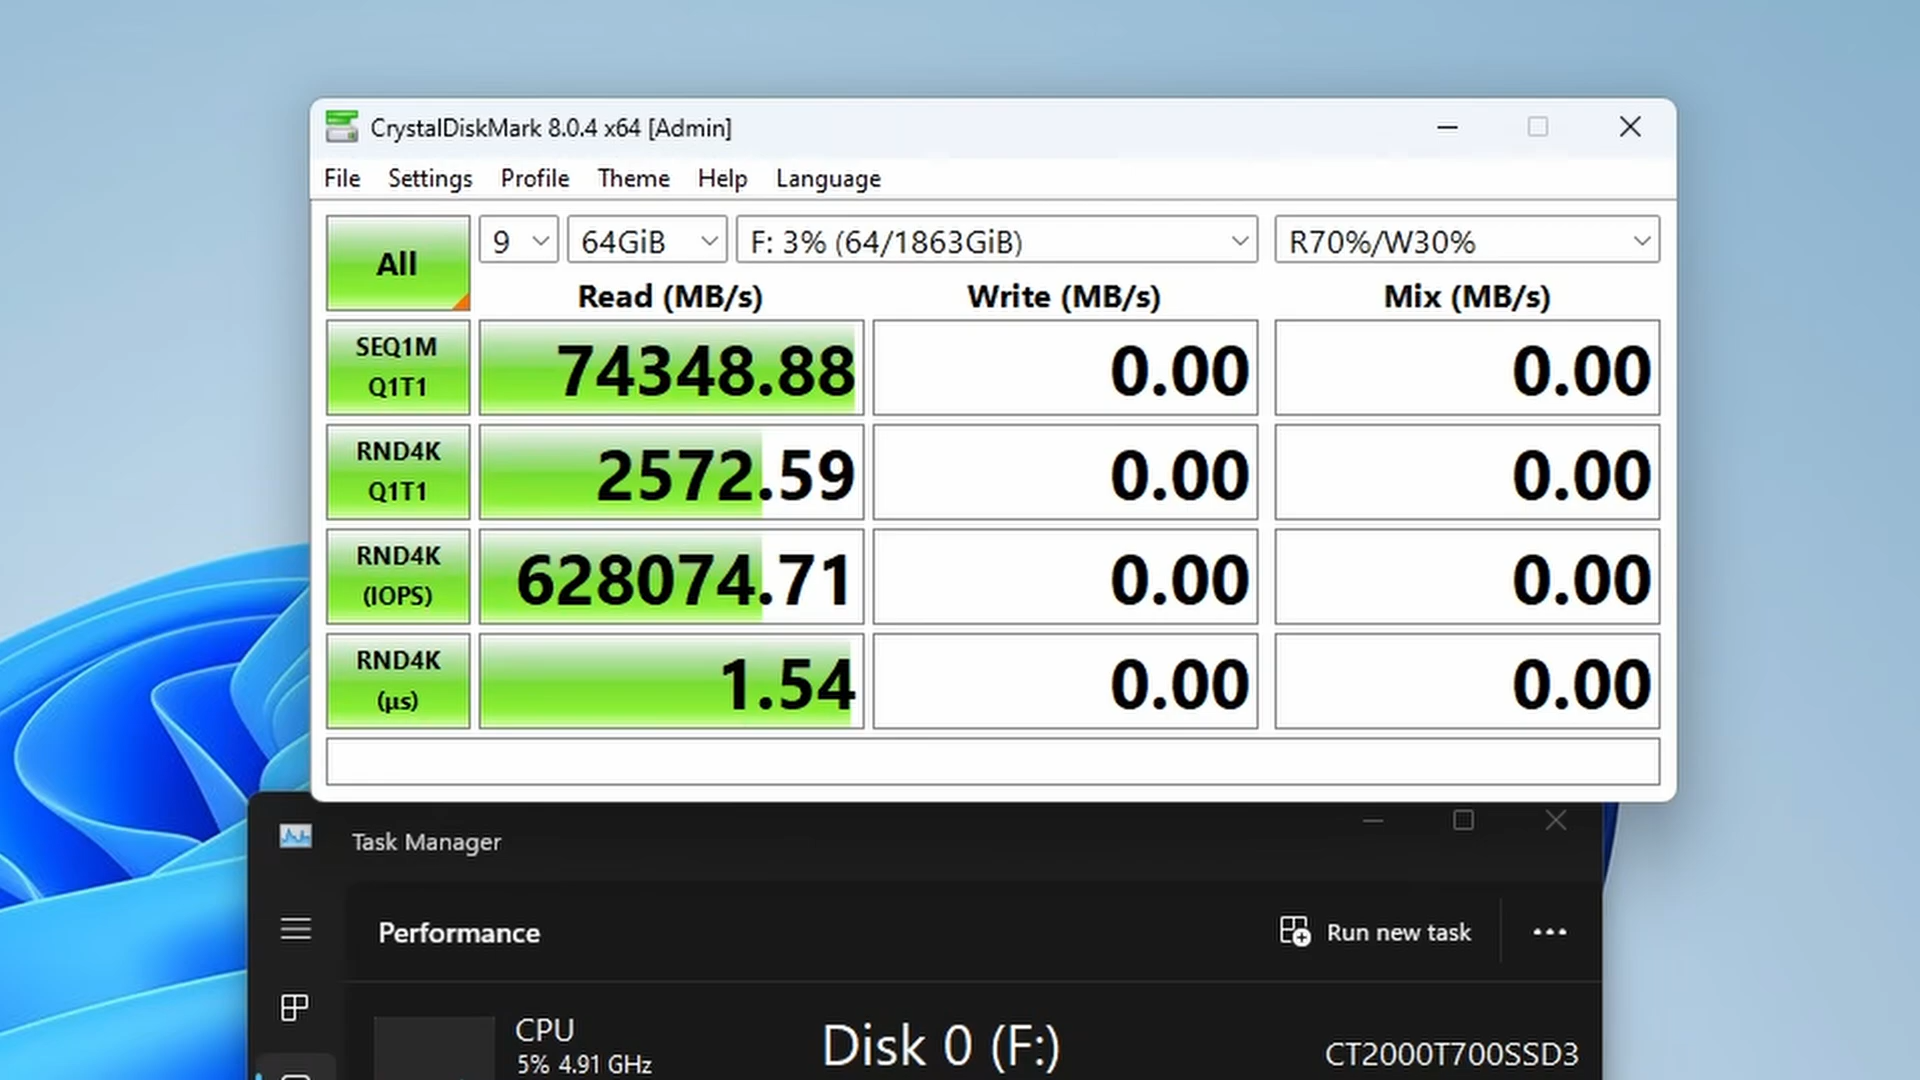 CrystalDiskMark 8.0.4 x64 [Admin]
File Settings Profile Theme Help Language
All 9 64GiB F: 3% (64/1863GiB) R70%/W30%
Read (MB/s) Write (MB/s) Mix (MB/s)
SEQ1M
Q1T1 74348.88 0.00 0.00
RND4K
Q1T1 2572.59 0.00 0.00
RND4K
(IOPS) 628074.71 0.00 0.00
RND4K
(μs) 1.54 0.00 0.00
Task Manager
Performance Run new task
CPU
5% 4.91 GHz
Disk 0 (F:) CT2000T700SSD3